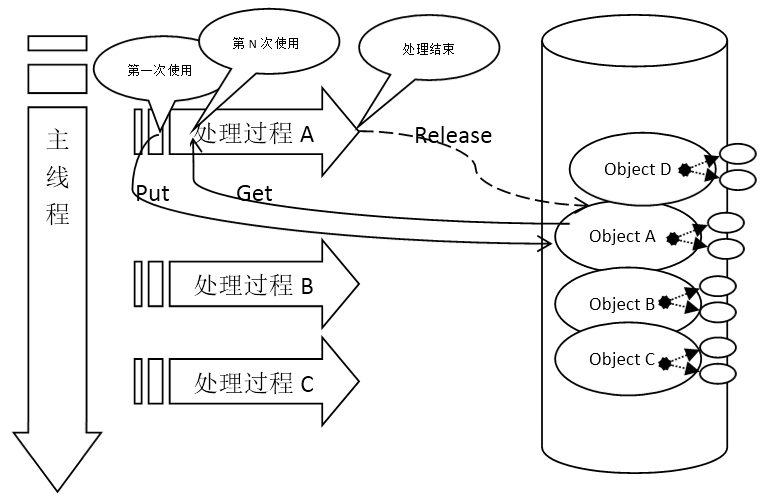 第一次使用
第 N 次使用
处理结束
主线程
处理过程 A
Release
Put
Get
处理过程 B
处理过程 C
Object D
Object A
Object B
Object C